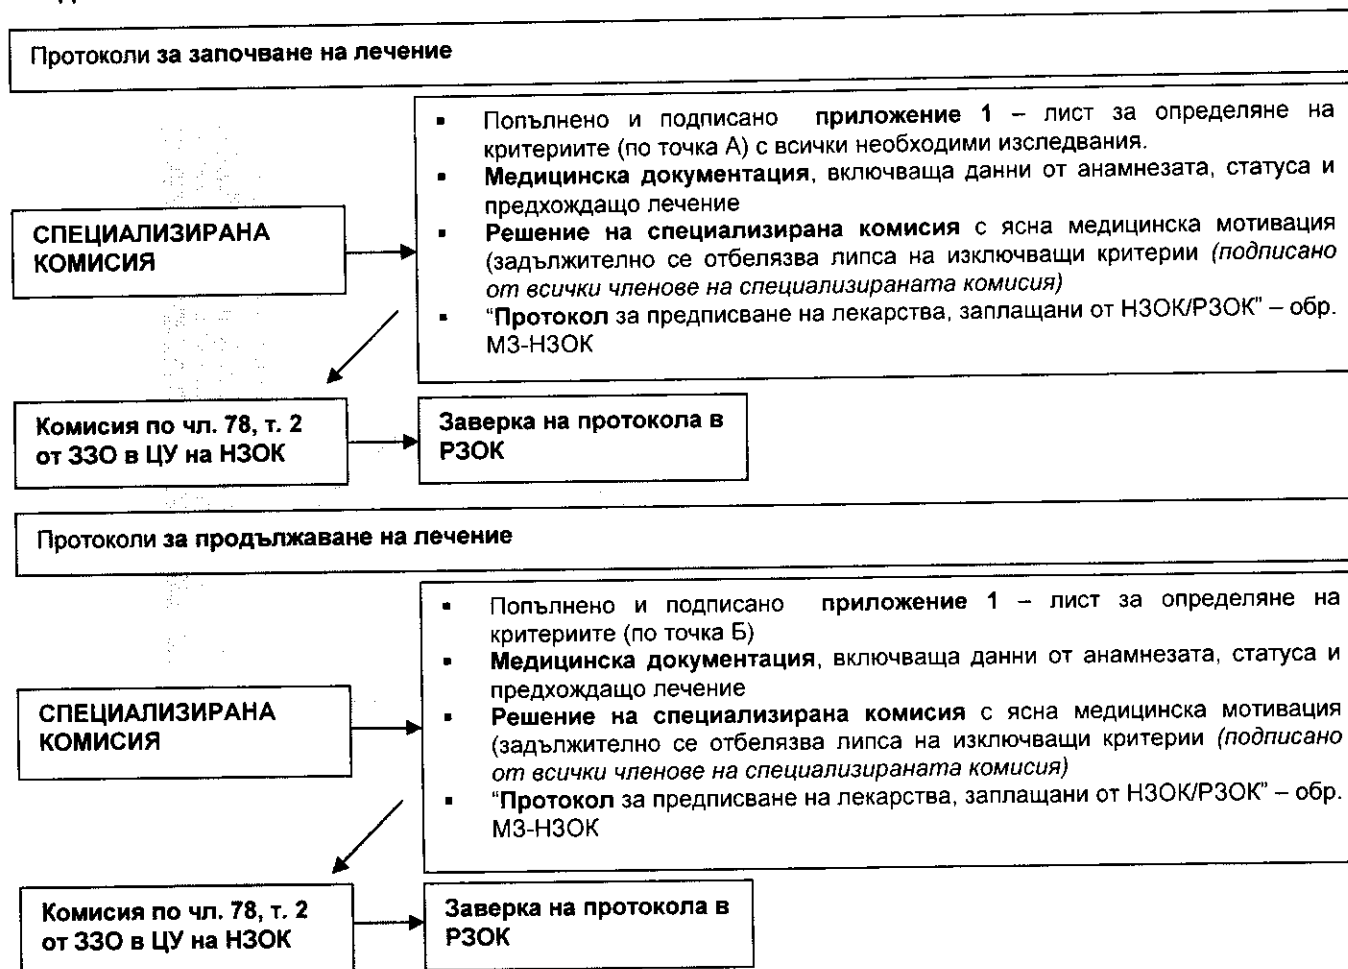 Протоколи за започване на лечение
▪ Попълнено и подписано приложение 1 – лист за определяне на
критериите (по точка А) с всички необходими изследвания.
▪ Медицинска документация, включваща данни от анамнезата, статуса и
предхождащо лечение
▪ Решение на специализирана комисия с ясна медицинска мотивация
(задължително се отбелязва липса на изключващи критерии (подписано
от всички членове на специализираната комисия)
▪ “Протокол за предписване на лекарства, заплащани от НЗОК/РЗОК” – обр.
МЗ-НЗОК
СПЕЦИАЛИЗИРАНА
КОМИСИЯ
Комисия по чл. 78, т. 2
от ЗЗО в ЦУ на НЗОК
Заверка на протокола в
РЗОК
Протоколи за продължаване на лечение
▪ Попълнено и подписано приложение 1 – лист за определяне на
критериите (по точка Б)
▪ Медицинска документация, включваща данни от анамнезата, статуса и
предхождащо лечение
▪ Решение на специализирана комисия с ясна медицинска мотивация
(задължително се отбелязва липса на изключващи критерии (подписано
от всички членове на специализираната комисия)
▪ “Протокол за предписване на лекарства, заплащани от НЗОК/РЗОК” – обр.
МЗ-НЗОК
СПЕЦИАЛИЗИРАНА
КОМИСИЯ
Комисия по чл. 78, т. 2
от ЗЗО в ЦУ на НЗОК
Заверка на протокола в
РЗОК